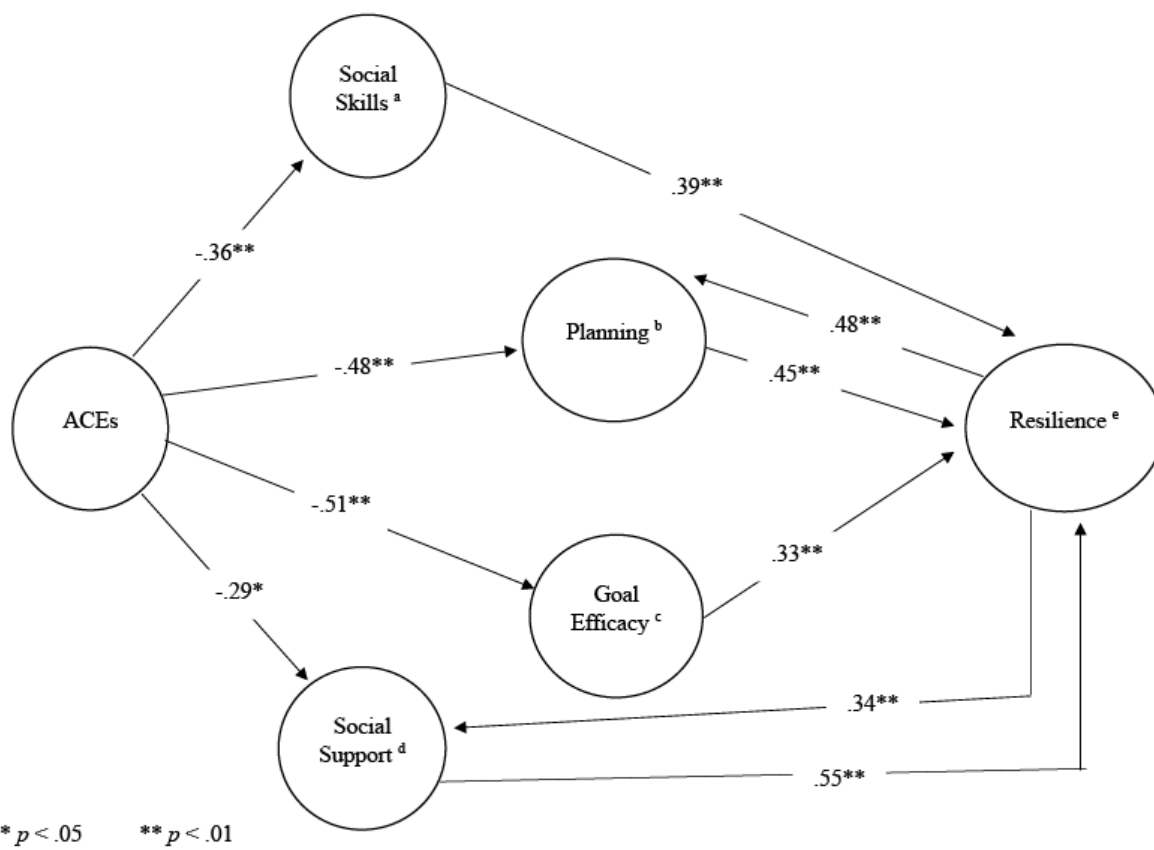 Social
Skills a
.39**
-.36**
Planning b
.48**
-.48**
.45**
ACEs
Resilience e
-.51**
.33**
Goal
Efficacy c
-.29*
.34**
Social
Support d
.55**
* p < .05 ** p < .01